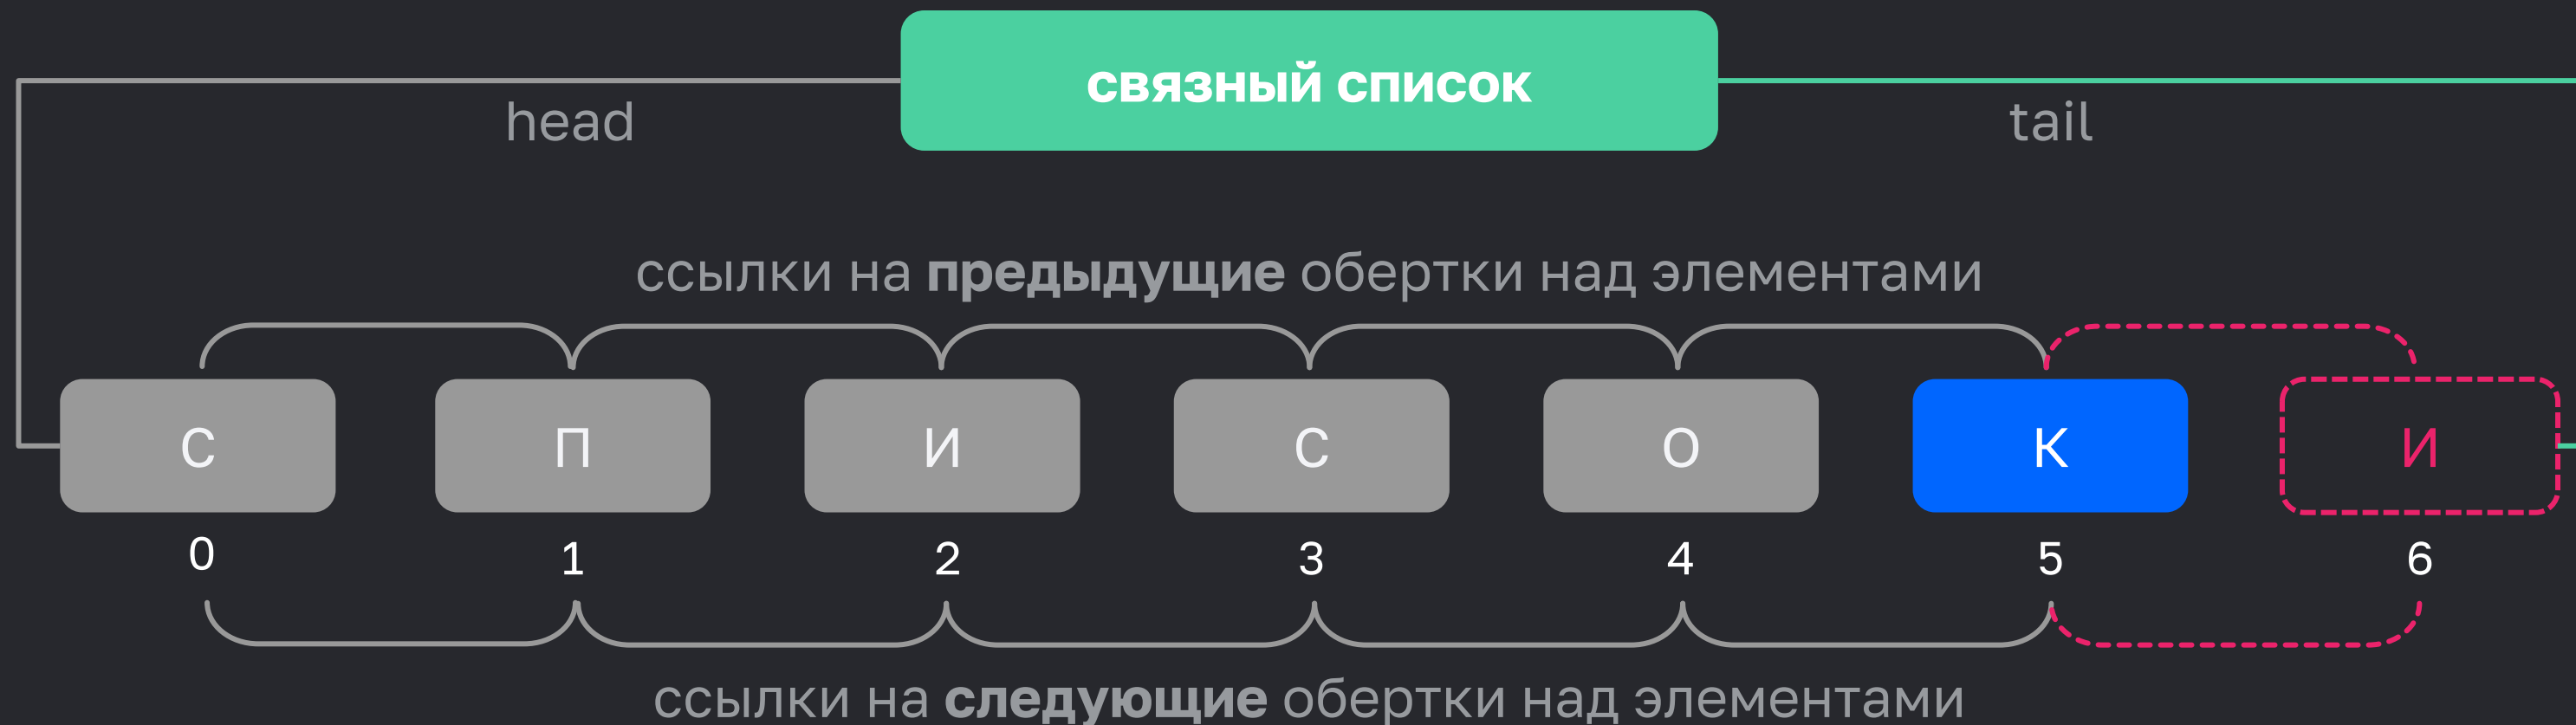 связный список
head
tail
ссылки на предыдущие обертки над элементами
С П И С О К И
0 1 2 3 4 5 6
ссылки на следующие обертки над элементами